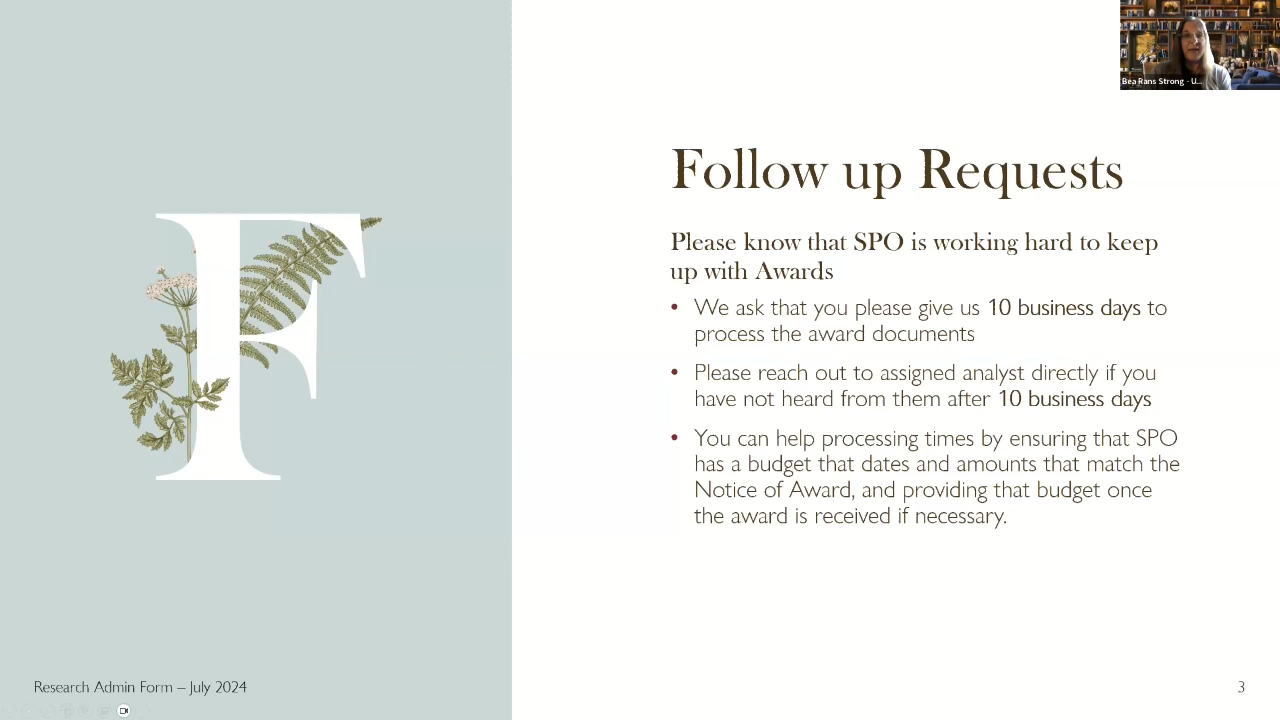 Bea Rans Strong - U...
Follow up Requests
Please know that SPO is working hard to keep
up with Awards
• We ask that you please give us 10 business days to
process the award documents
• Please reach out to assigned analyst directly if you
have not heard from them after 10 business days
• You can help processing times by ensuring that SPO
has a budget that dates and amounts that match the
Notice of Award, and providing that budget once
the award is received if necessary.
F
Research Admin Form – July 2024
3